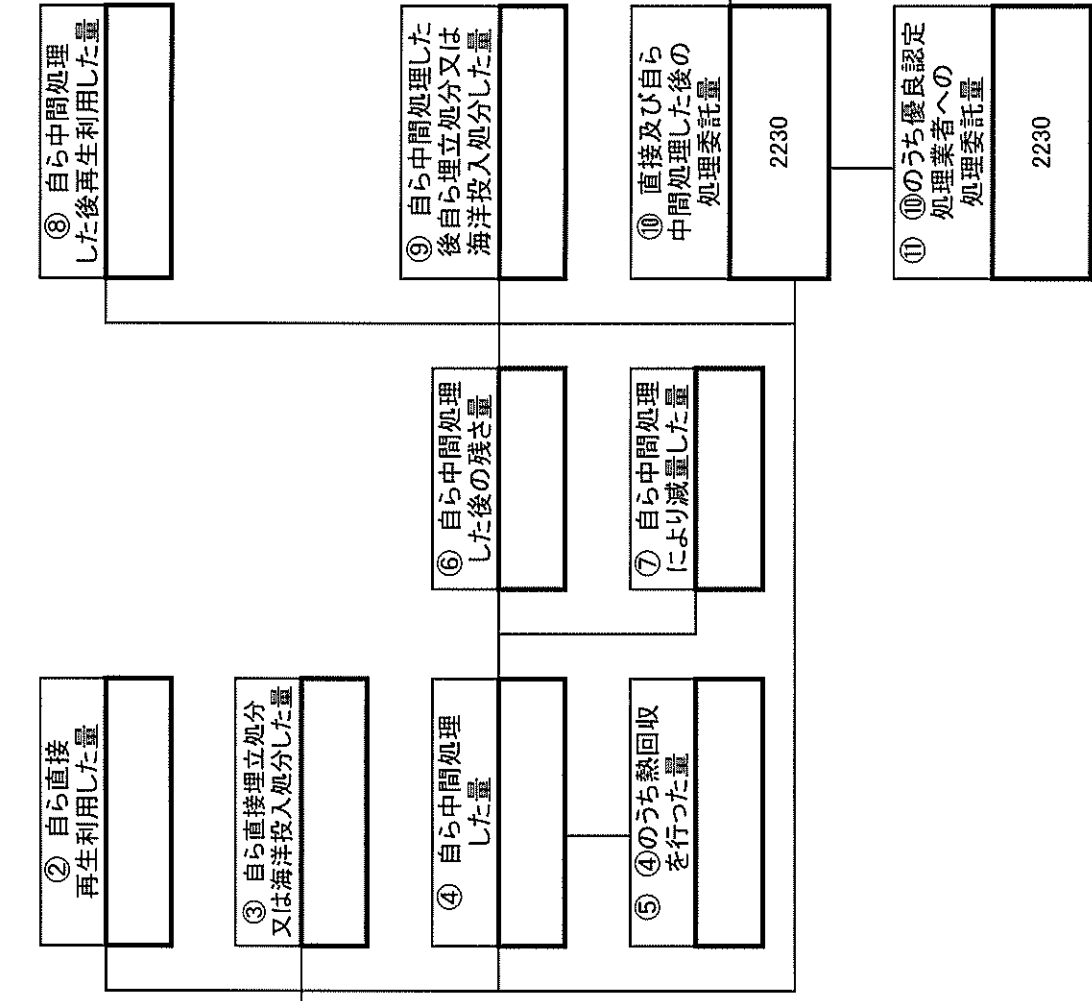 ② 自ら直接
再生利用した量
③ 自ら直接埋立処分
又は海洋投入処分した量
④ 自ら中間処理
した量
⑤ ④のうち熱回収
を行った量
⑥ 自ら中間処理
した後の残さ量
⑦ 自ら中間処理
により減量した量
⑧ 自ら中間処理
した後再生利用した量
⑨ 自ら中間処理した
後自ら埋立処分又は
海洋投入処分した量
⑩ 直接及び自ら
中間処理した後の
処理委託量
2230
⑪ ⑩のうち優良認定
処理業者への
処理委託量
2230